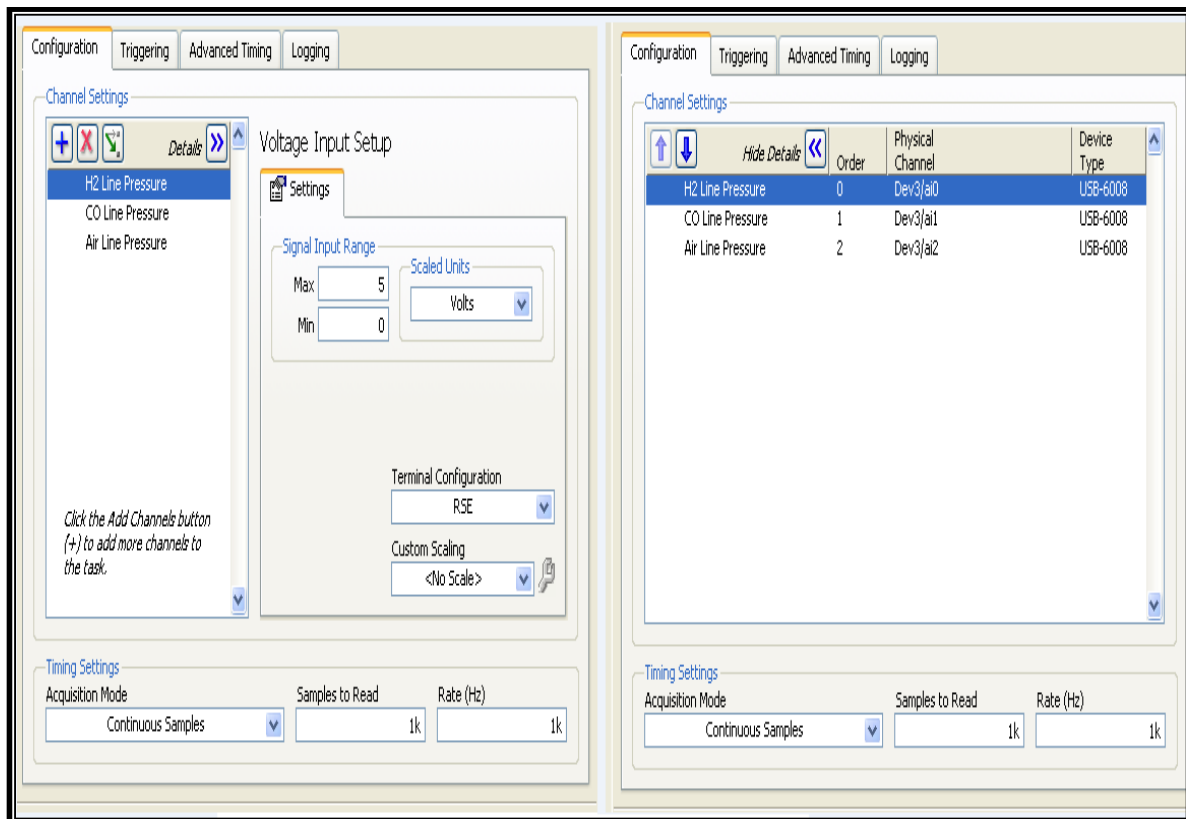 Configuration Triggering Advanced Timing Logging
Channel Settings
Details
H2 Line Pressure
CO Line Pressure
Air Line Pressure
Click the Add Channels button
(+) to add more channels to
the task.
Voltage Input Setup
Settings
Signal Input Range
Max 5
Min 0
Scaled Units
Volts
Terminal Configuration
RSE
Custom Scaling
<No Scale>
Timing Settings
Acquisition Mode Samples to Read Rate (Hz)
Continuous Samples 1k 1k
Configuration Triggering Advanced Timing Logging
Channel Settings
Hide Details Order Physical Channel Device Type
H2 Line Pressure 0 Dev3/ai0 USB-6008
CO Line Pressure 1 Dev3/ai1 USB-6008
Air Line Pressure 2 Dev3/ai2 USB-6008
Timing Settings
Acquisition Mode Samples to Read Rate (Hz)
Continuous Samples 1k 1k